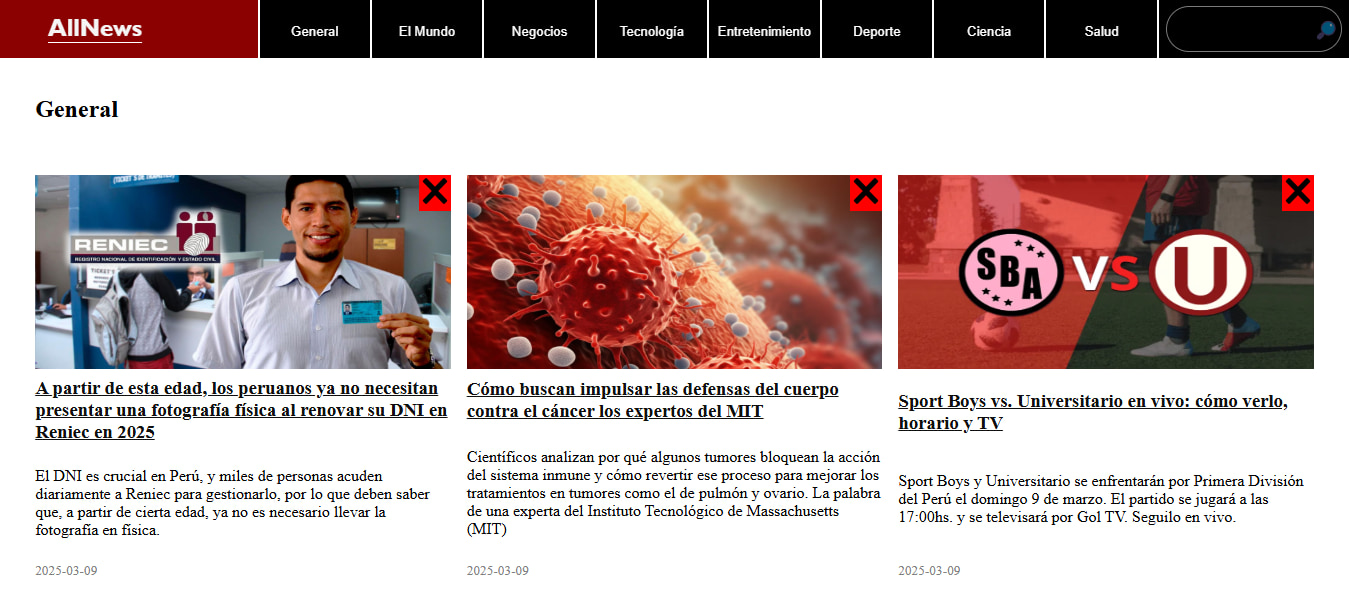 AllNews
General
El Mundo
Negocios
Tecnología
Entretenimiento
Deporte
Ciencia
Salud
General
RENIEC
REGISTRO NACIONAL DE IDENTIFICACIÓN Y ESTADO CIVIL
TICKET'S
SBA
VS
U
A partir de esta edad, los peruanos ya no necesitan
presentar una fotografía física al renovar su DNI en
Reniec en 2025
El DNI es crucial en Perú, y miles de personas acuden
diariamente a Reniec para gestionarlo, por lo que deben saber
que, a partir de cierta edad, ya no es necesario llevar la
fotografía en física.
2025-03-09
Cómo buscan impulsar las defensas del cuerpo
contra el cáncer los expertos del MIT
Científicos analizan por qué algunos tumores bloquean la acción
del sistema inmune y cómo revertir ese proceso para mejorar los
tratamientos en tumores como el de pulmón y ovario. La palabra
de una experta del Instituto Tecnológico de Massachusetts
(MIT)
2025-03-09
Sport Boys vs. Universitario en vivo: cómo verlo,
horario y TV
Sport Boys y Universitario se enfrentarán por Primera División
del Perú el domingo 9 de marzo. El partido se jugará a las
17:00hs. y se televisará por Gol TV. Seguilo en vivo.
2025-03-09